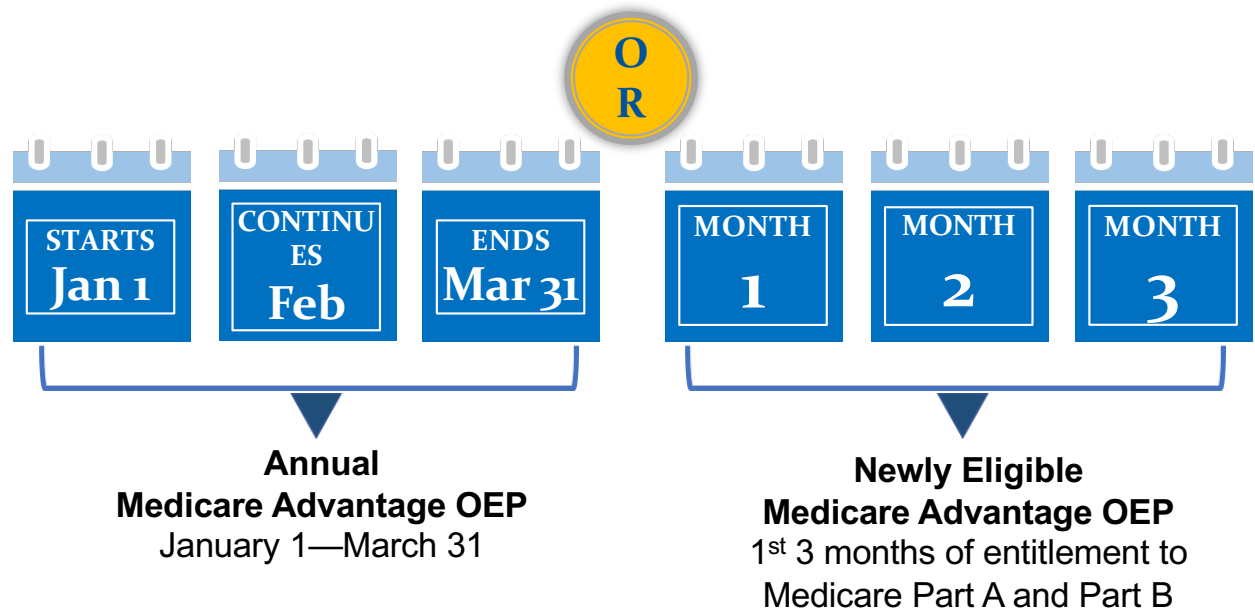 O
R
STARTS
Jan 1
CONTINU
ES
Feb
ENDS
Mar 31
MONTH
1
MONTH
2
MONTH
3
Annual
Medicare Advantage OEP
January 1—March 31
Newly Eligible
Medicare Advantage OEP
1st 3 months of entitlement to
Medicare Part A and Part B